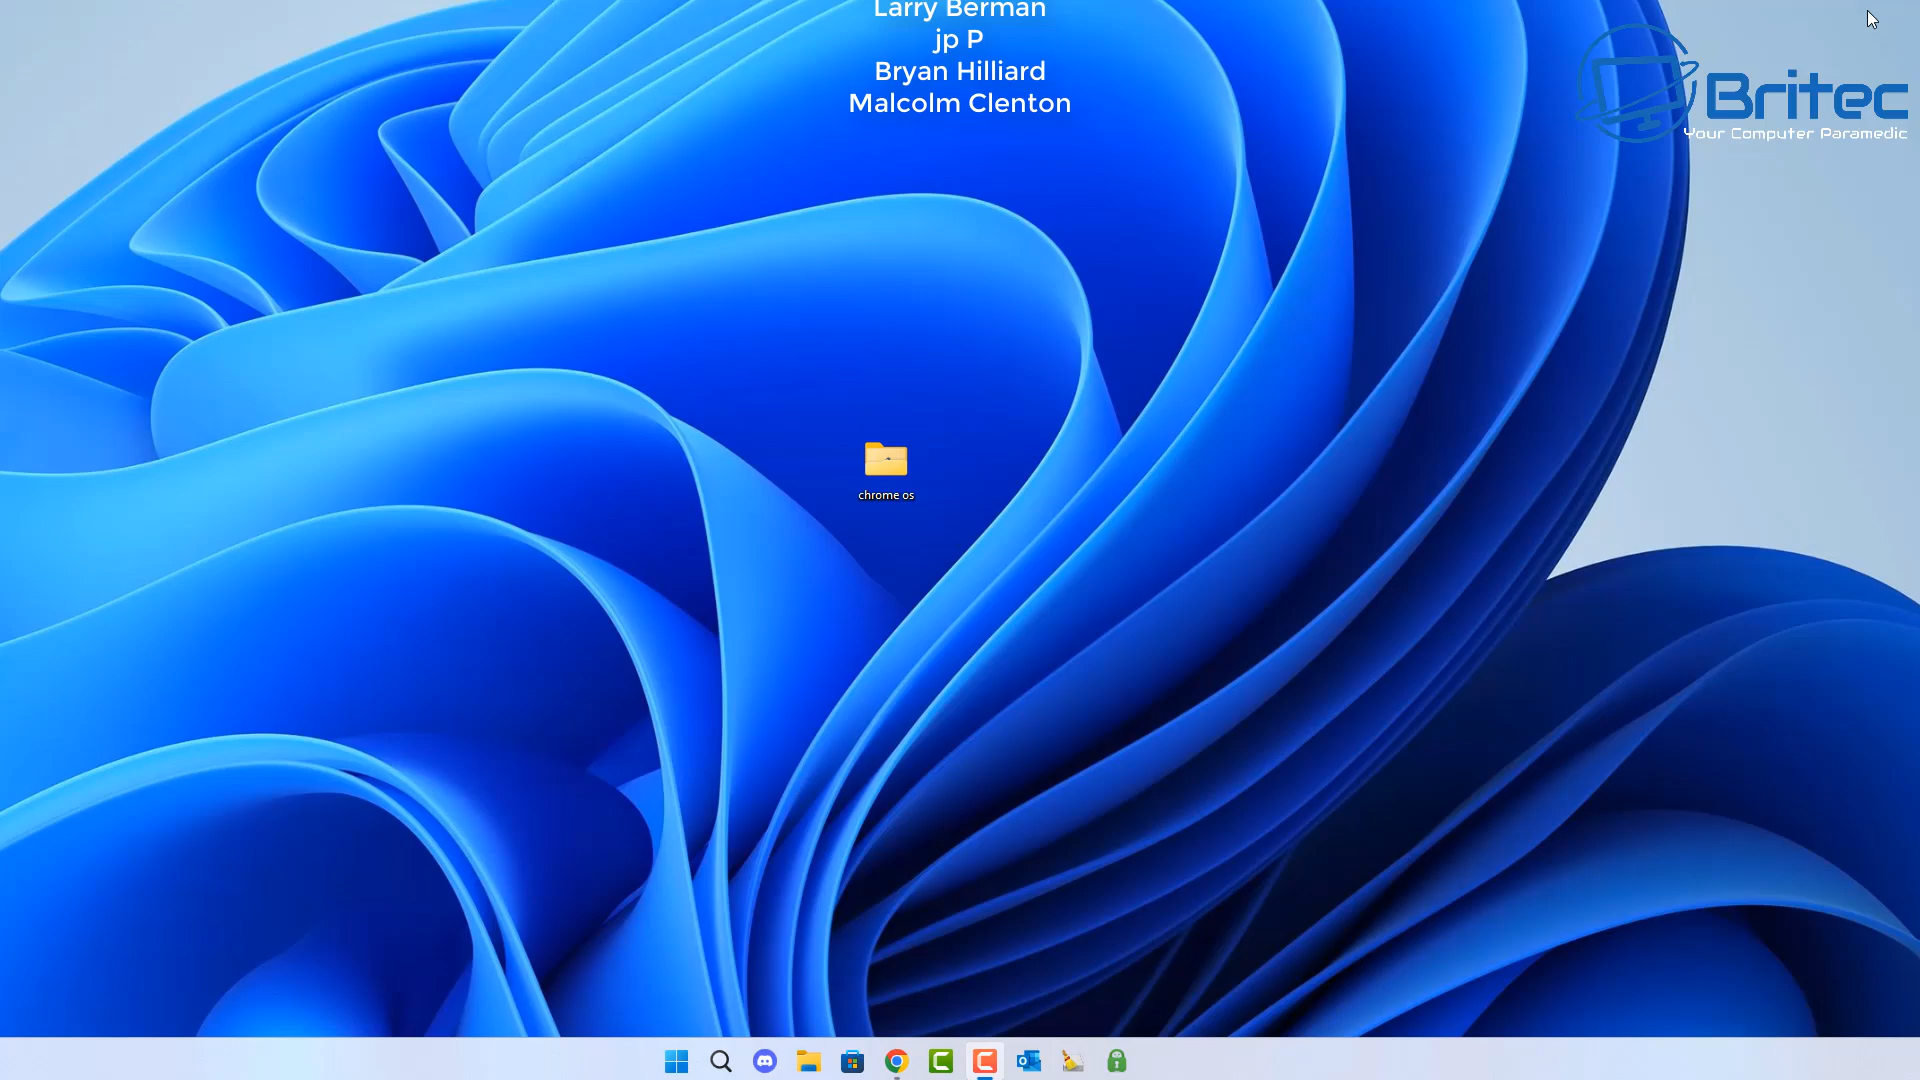 Larry Berman
jp P
Bryan Hilliard
Malcolm Clenton
Britec
Your Computer Paramedic
chrome os